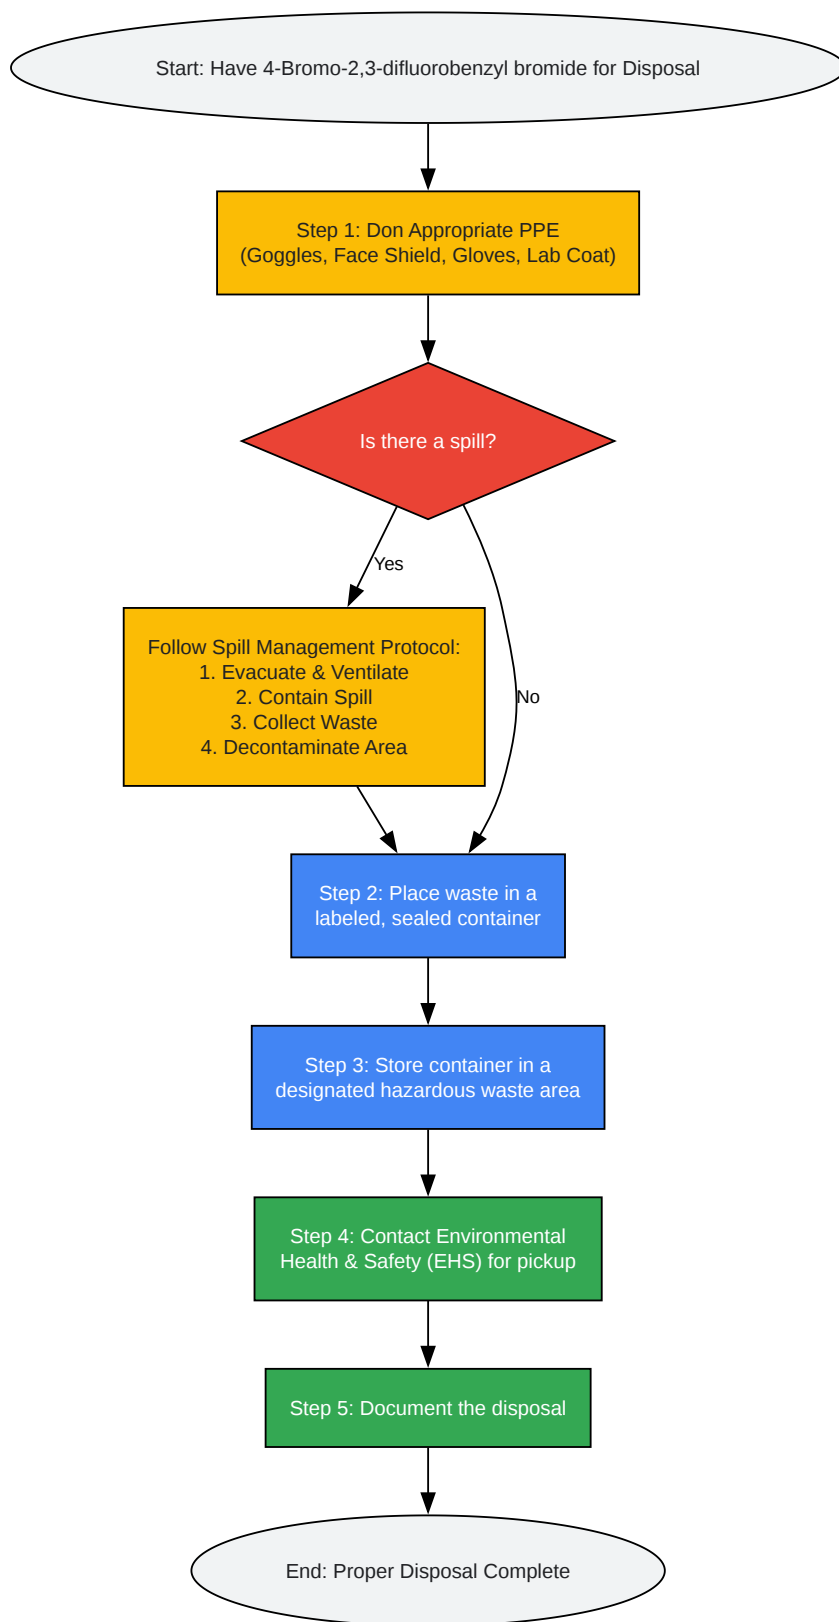 Start: Have 4-Bromo-2,3-difluorobenzyl bromide for Disposal
Step 1: Don Appropriate PPE
(Goggles, Face Shield, Gloves, Lab Coat)
Is there a spill?
Yes
Follow Spill Management Protocol:
1. Evacuate & Ventilate
2. Contain Spill
3. Collect Waste
4. Decontaminate Area
No
Step 2: Place waste in a
labeled, sealed container
Step 3: Store container in a
designated hazardous waste area
Step 4: Contact Environmental
Health & Safety (EHS) for pickup
Step 5: Document the disposal
End: Proper Disposal Complete